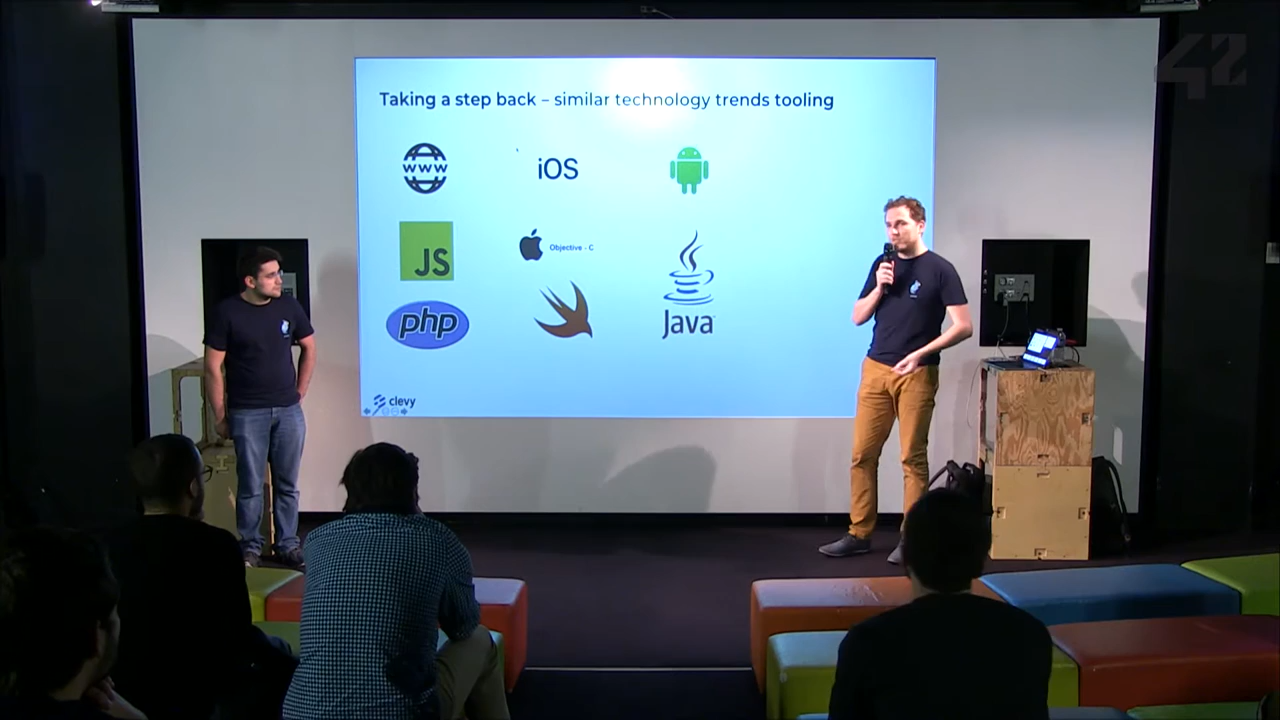 42
Taking a step back – similar technology trends tooling
www
iOS
JS
Objective - C
php
Java
clevy